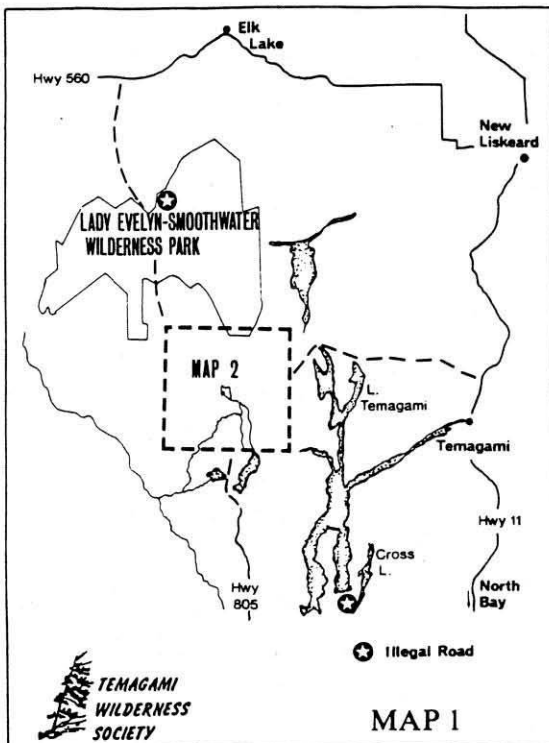 Elk
Lake
Hwy 560
New
Liskeard
LADY EVELYN-SMOOTHWATER
WILDERNESS PARK
MAP 2
L.
Temagami
Temagami
Hwy 11
Cross
L.
Hwy
805
North
Bay
Illegal Road
TEMAGAMI
WILDERNESS
SOCIETY
MAP 1